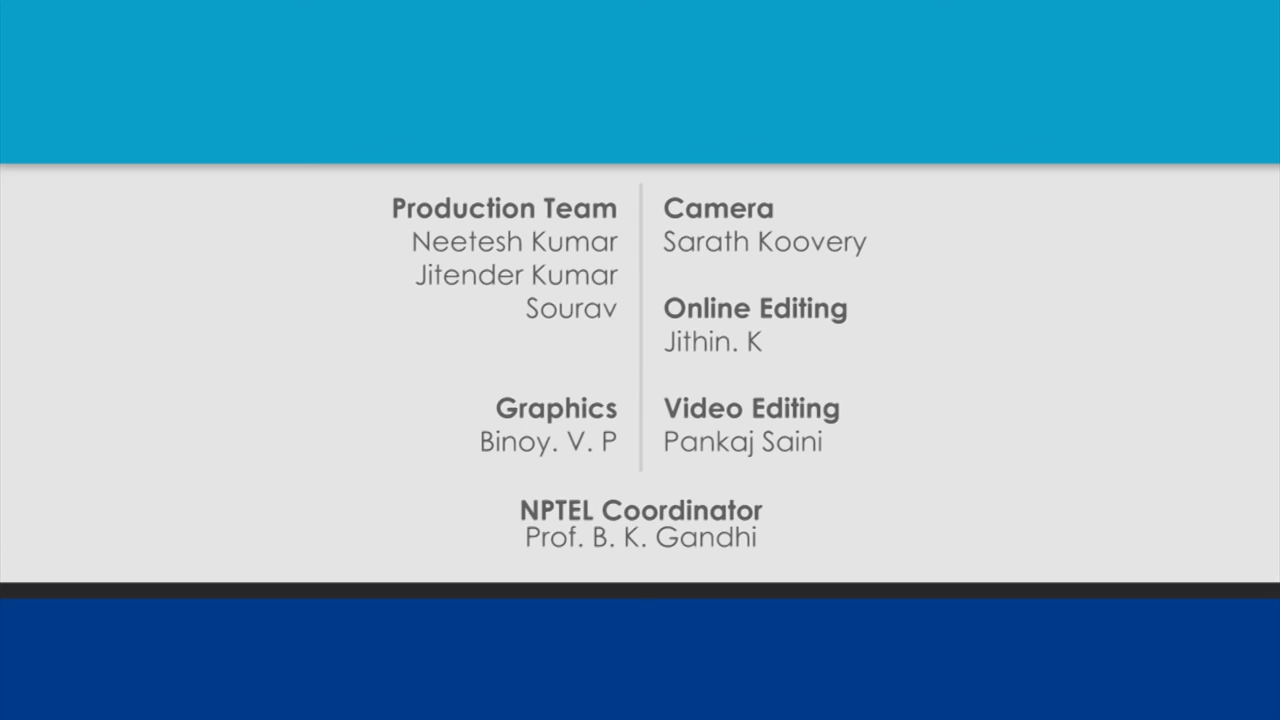 Production Team
Neetesh Kumar
Jitender Kumar
Sourav
Graphics
Binoy. V. P
Camera
Sarath Koovery
Online Editing
Jithin. K
Video Editing
Pankaj Saini
NPTEL Coordinator
Prof. B. K. Gandhi